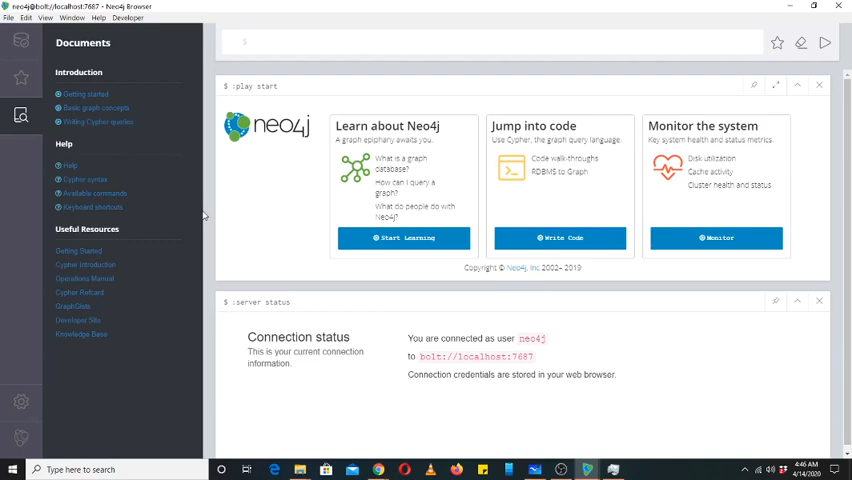 neo4j@bolt://localhost:7687 - Neo4j Browser
File Edit View Window Help Developer
Documents
Introduction
Getting started
Basic graph concepts
Writing Cypher queries
Help
Help
Cypher syntax
Available commands
Keyboard shortcuts
Useful Resources
Getting Started
Cypher Introduction
Operations Manual
Cypher Refcard
GraphGists
Developer Site
Knowledge Base
$
$ :play start
neo4j
Learn about Neo4j
A graph epiphany awaits you.
What is a graph
database?
How can I query a
graph?
What do people do with
Neo4j?
Start Learning
Jump into code
Use Cypher, the graph query language.
Code walk-throughs
RDBMS to Graph
Write Code
Monitor the system
Key system health and status metrics.
Disk utilization
Cache activity
Cluster health and status
Monitor
Copyright © Neo4j, Inc 2002– 2019
$ :server status
Connection status
This is your current connection
information.
You are connected as user neo4j
to bolt://localhost:7687
Connection credentials are stored in your web browser.
Type here to search
4:46 AM
4/14/2020